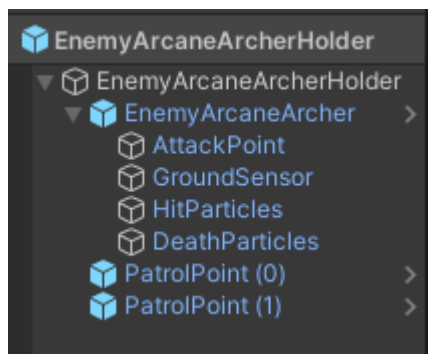 EnemyArcaneArcherHolder
EnemyArcaneArcherHolder
EnemyArcaneArcher
AttackPoint
GroundSensor
HitParticles
DeathParticles
PatrolPoint (0)
PatrolPoint (1)